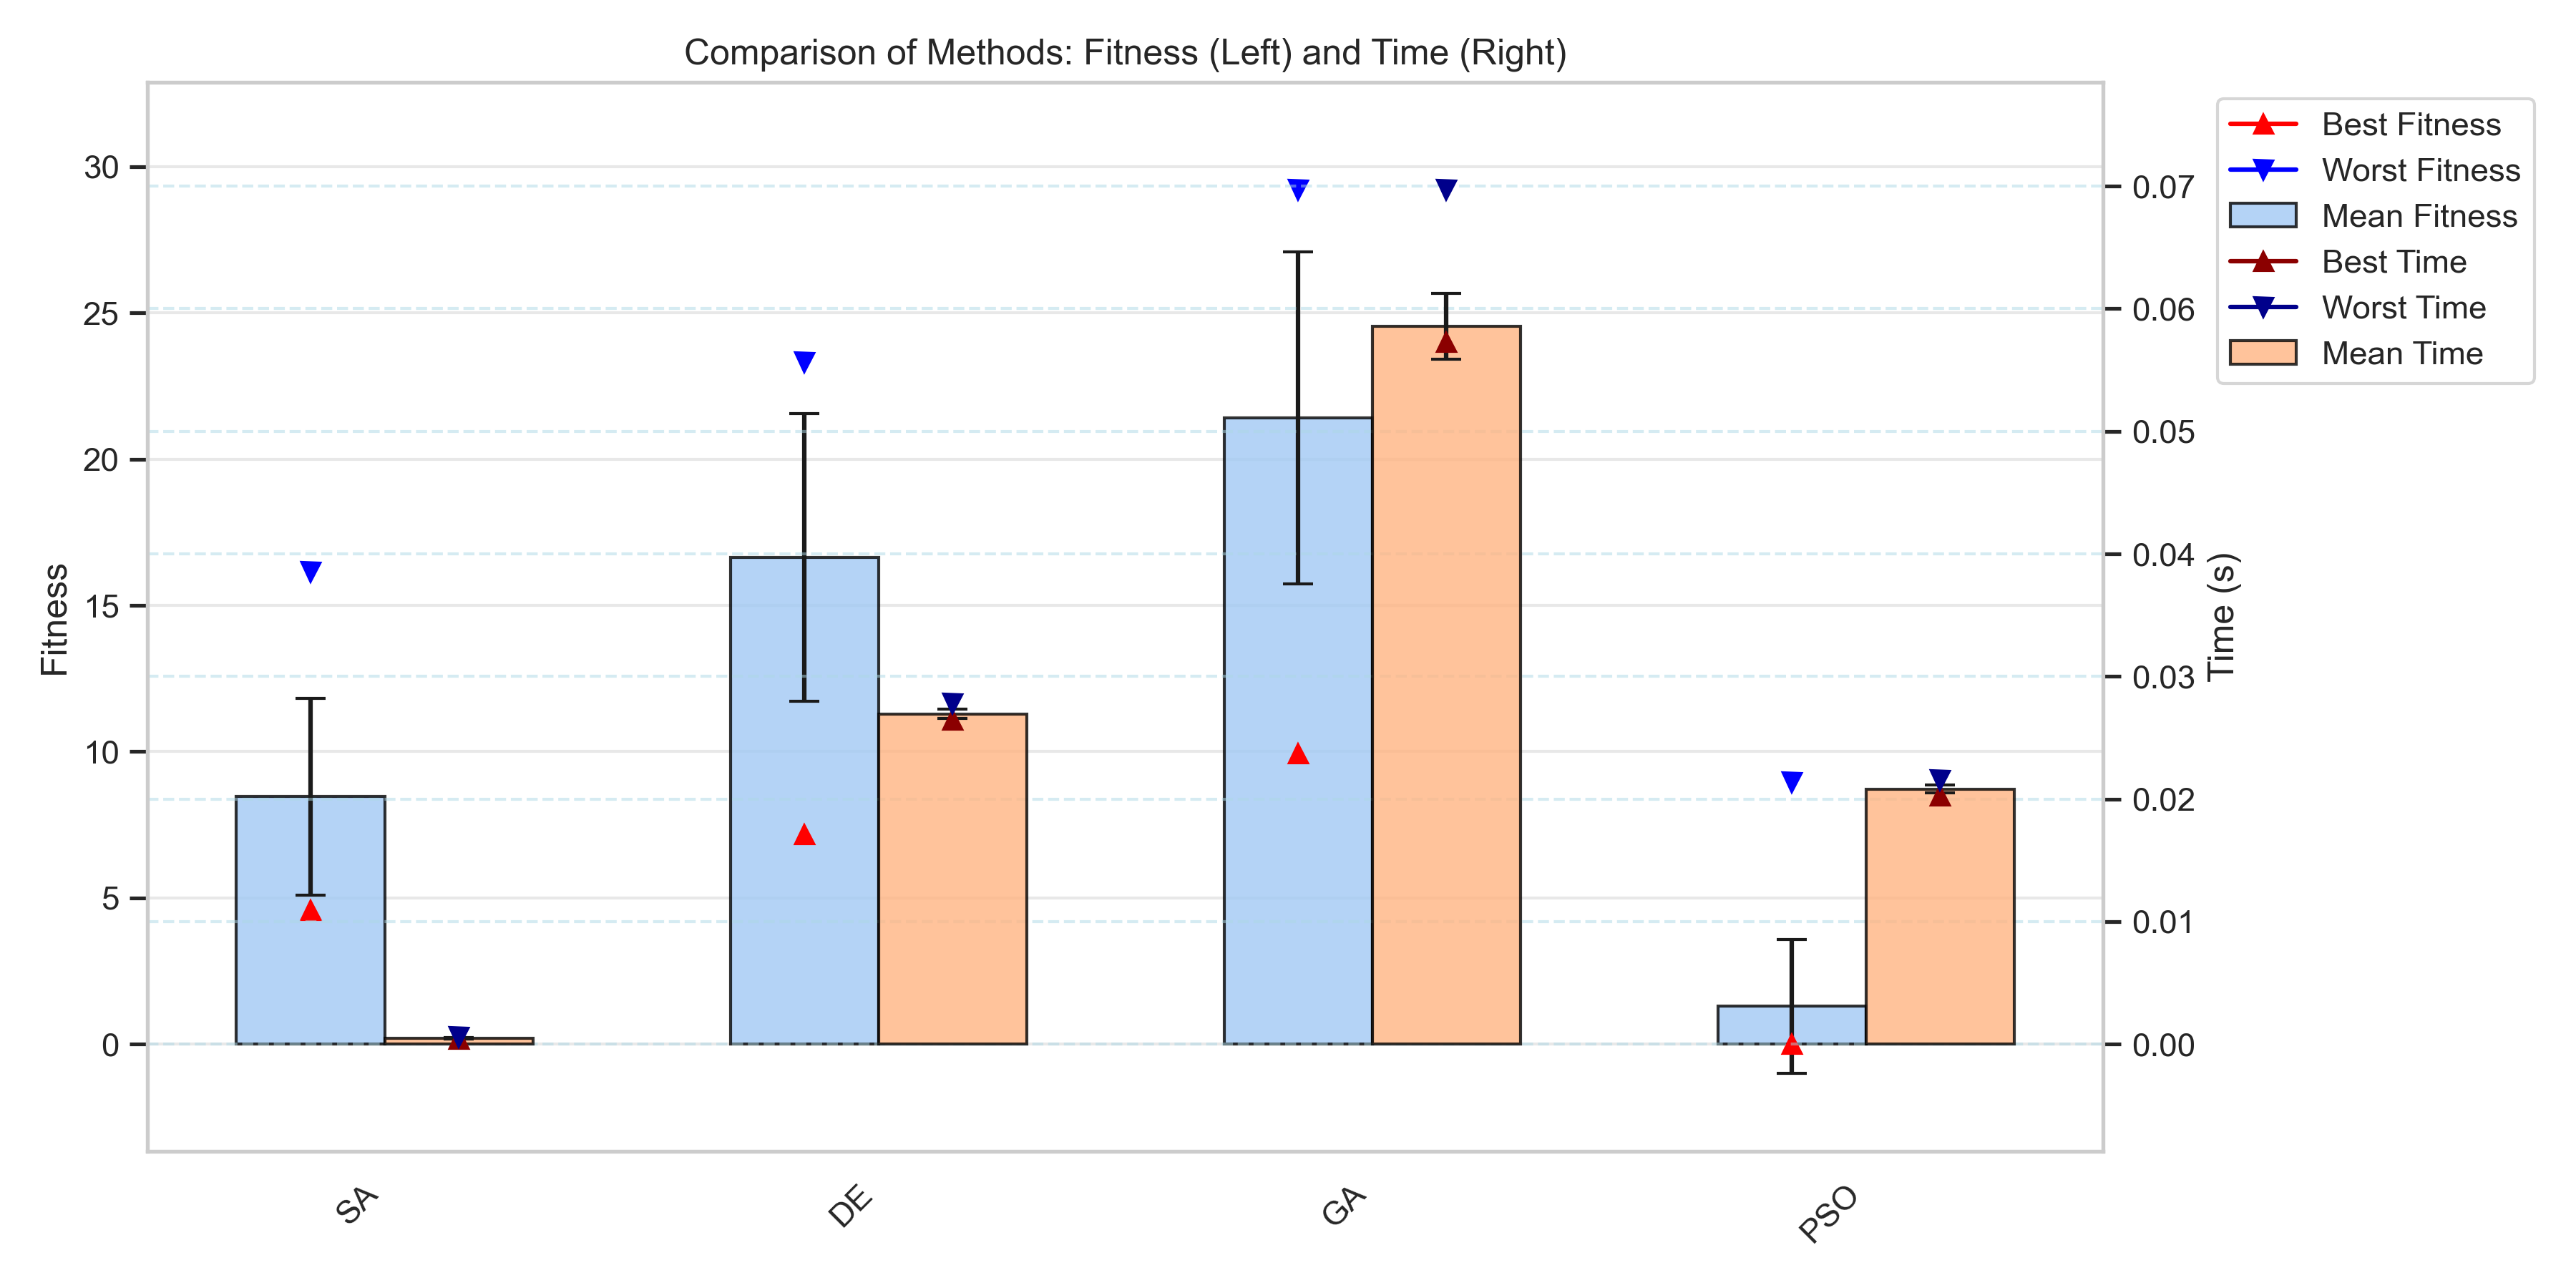 Comparison of Methods: Fitness (Left) and Time (Right)
Fitness
30
25
20
15
10
5
0
0.07
0.06
0.05
0.04
0.03
0.02
0.01
0.00
Time (s)
SA
DE
GA
PSO
Best Fitness
Worst Fitness
Mean Fitness
Best Time
Worst Time
Mean Time